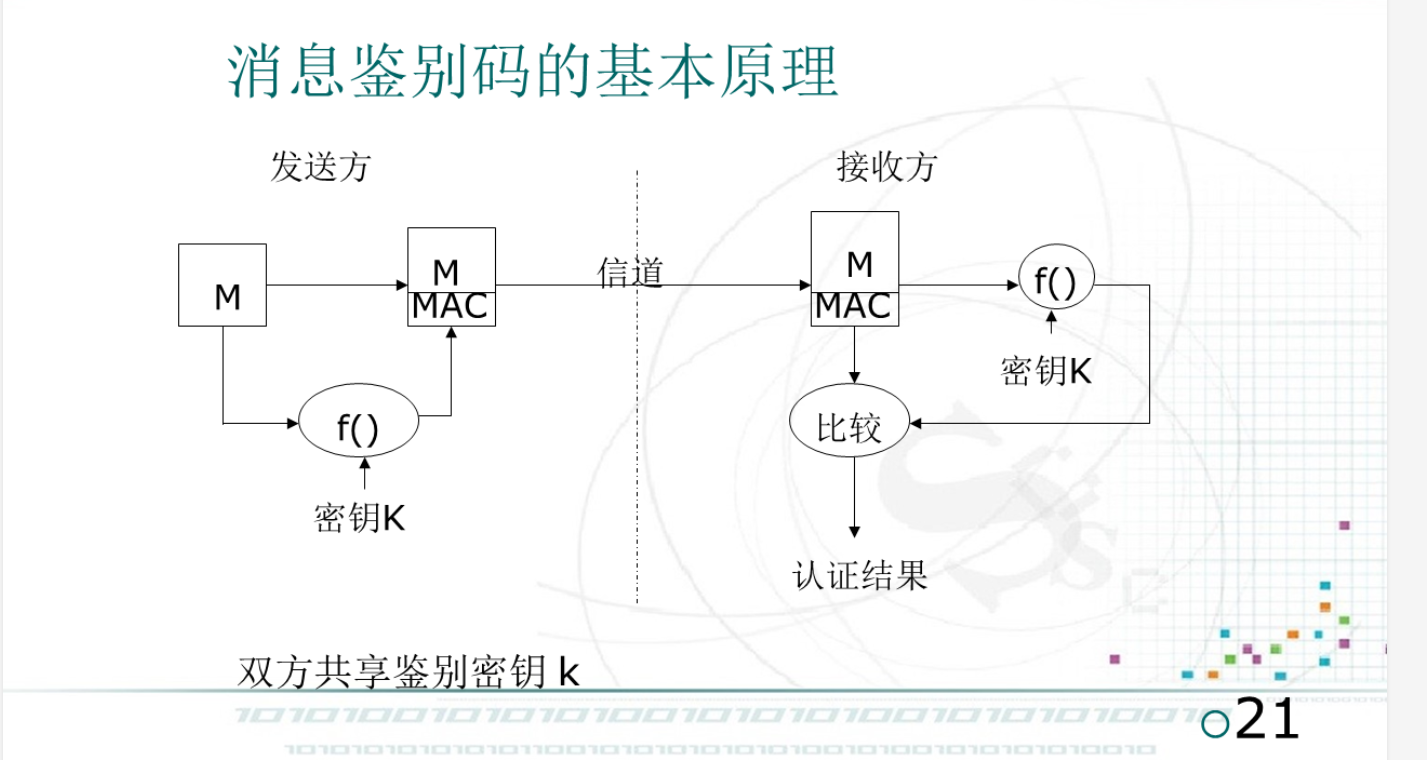 消息鉴别码的基本原理
发送方
接收方
M
M
MAC
信道
M
MAC
f()
密钥K
f()
比较
密钥K
认证结果
双方共享鉴别密钥 k
21